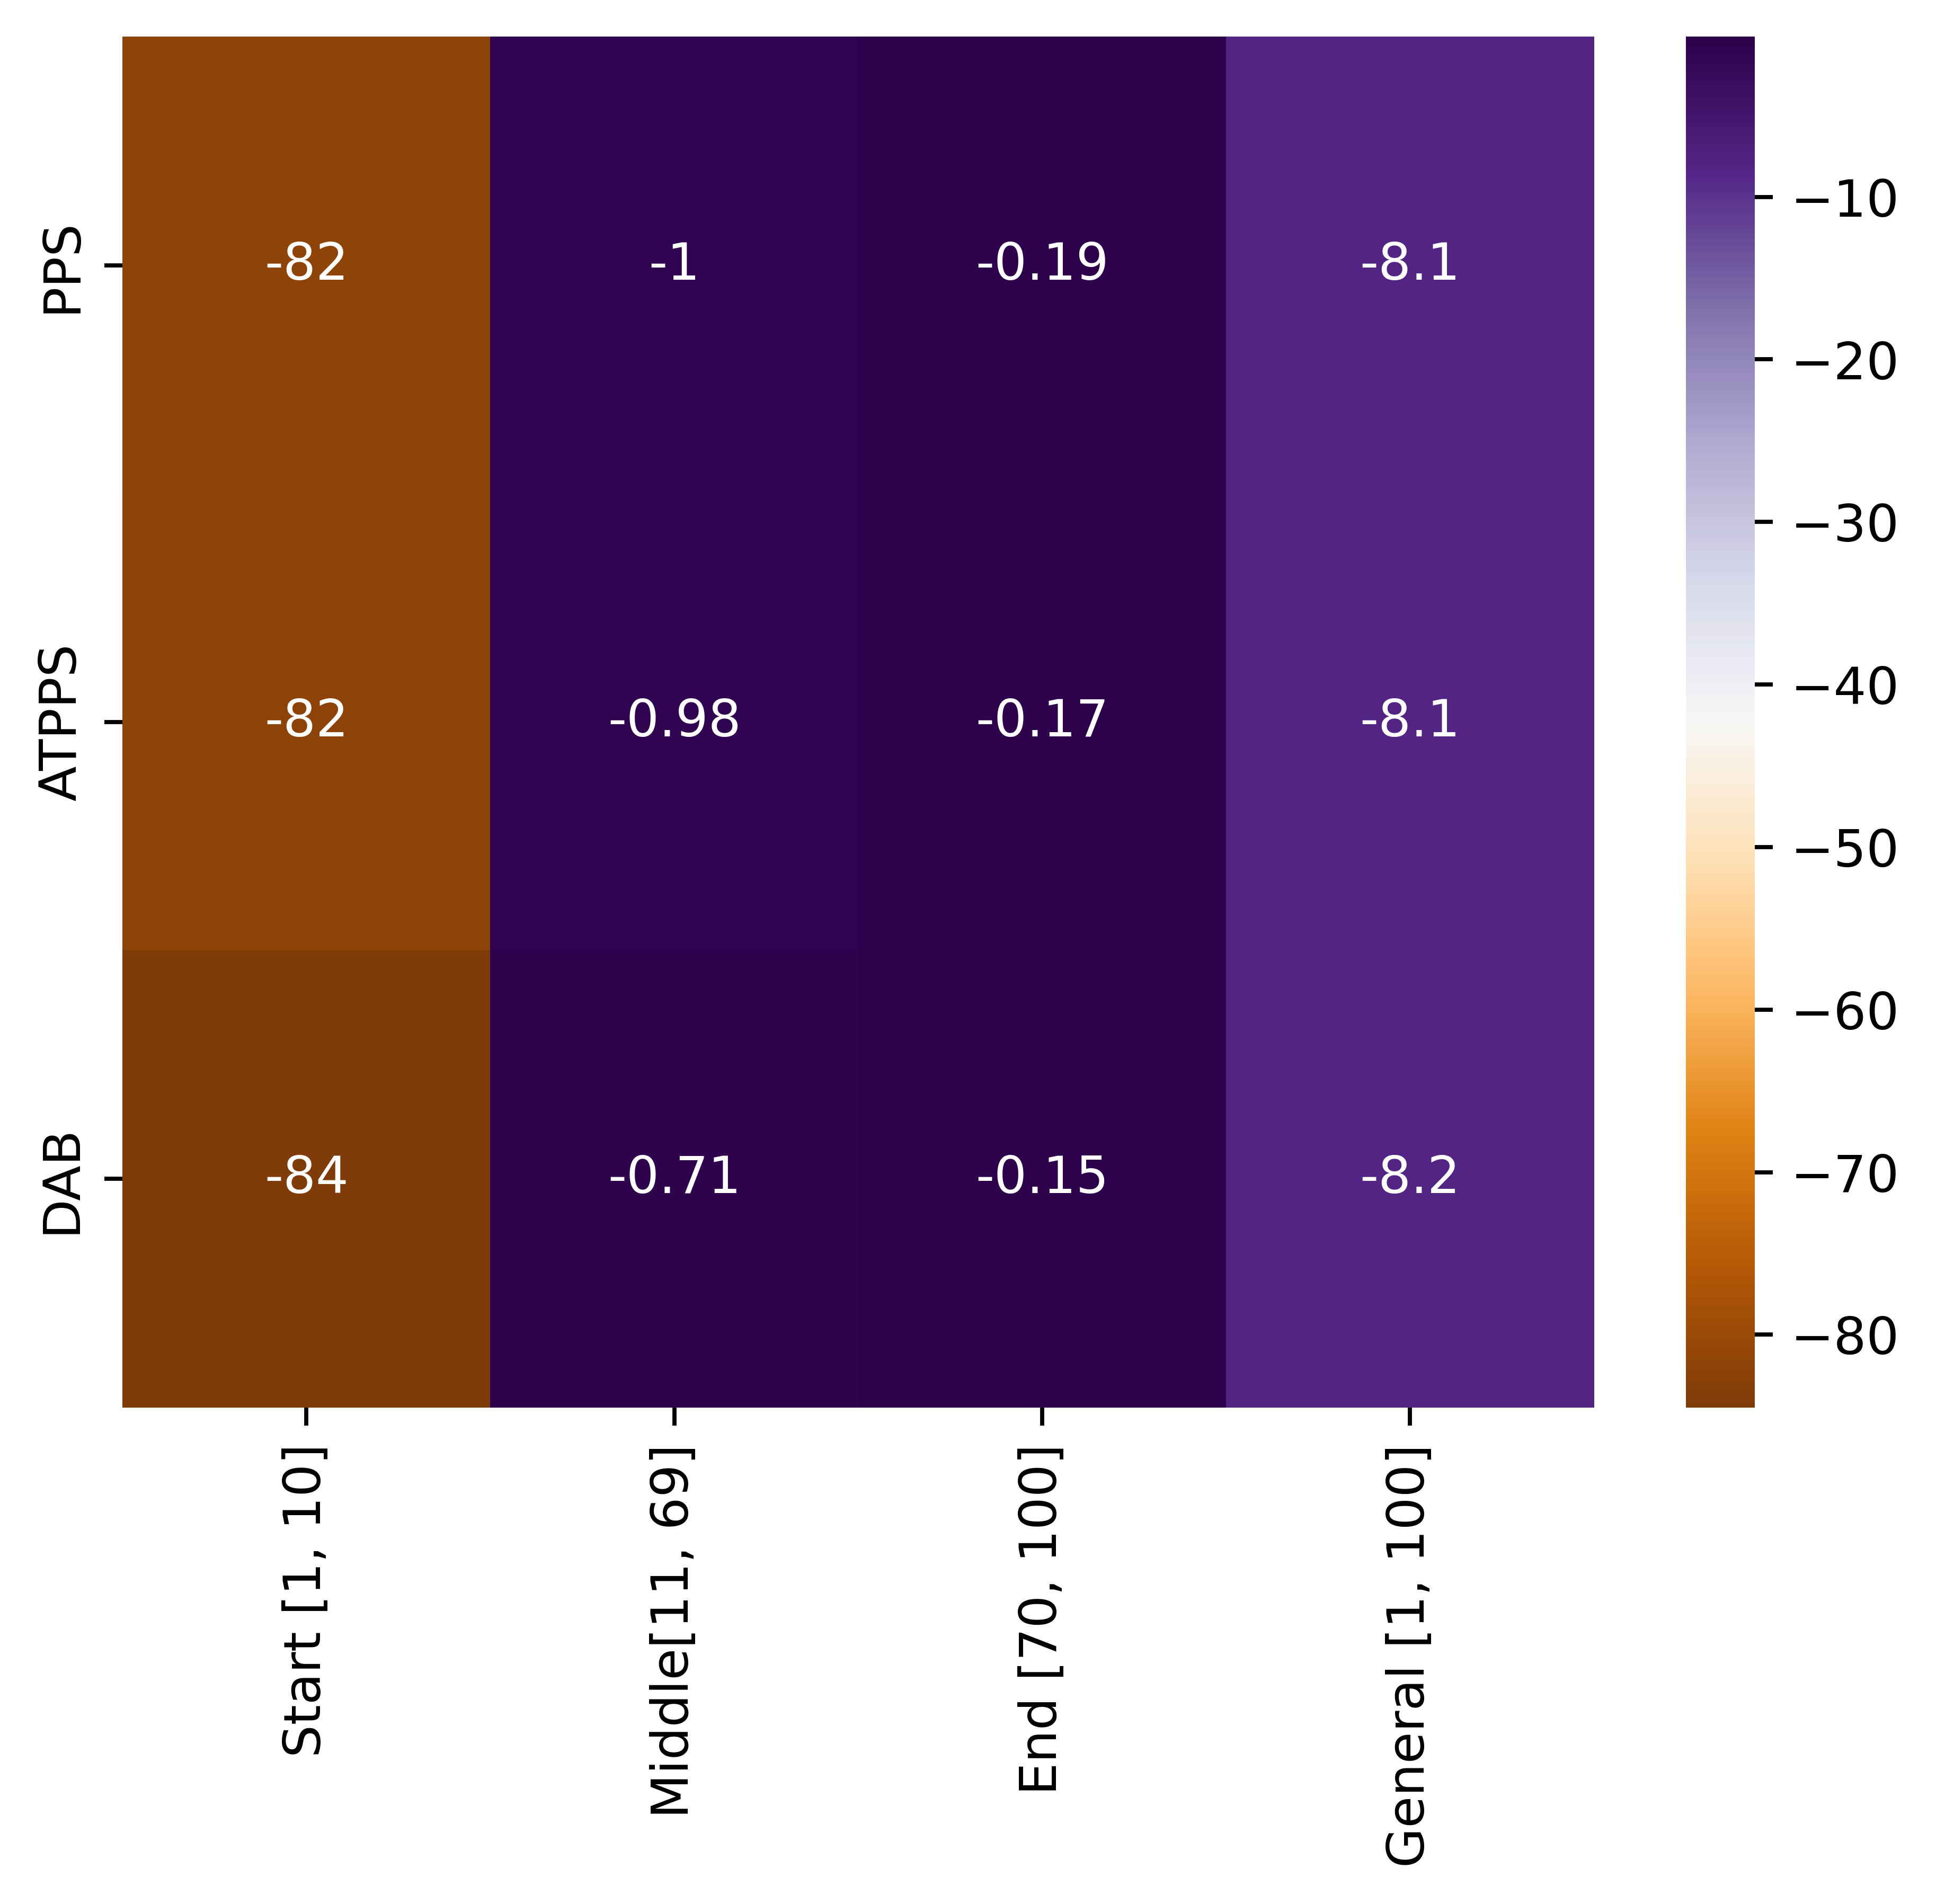 PPS
-82 -1 -0.19 -8.1
ATPPS
-82 -0.98 -0.17 -8.1
DAB
-84 -0.71 -0.15 -8.2
Start [1, 10]
Middle[11, 69]
End [70, 100]
General [1, 100]
−10
−20
−30
−40
−50
−60
−70
−80